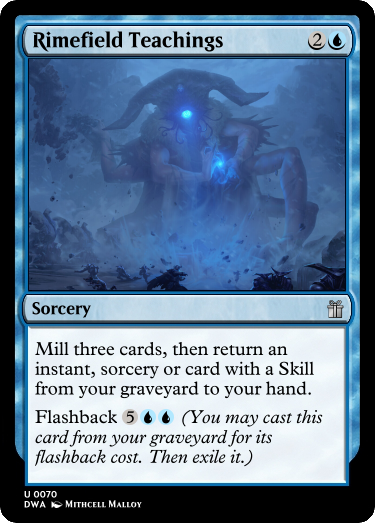 Rimefield Teachings 2
Sorcery
Mill three cards, then return an
instant, sorcery or card with a Skill
from your graveyard to your hand.
Flashback 5 (You may cast this
card from your graveyard for its
flashback cost. Then exile it.)
U 0070
DWA Mithcell Malloy